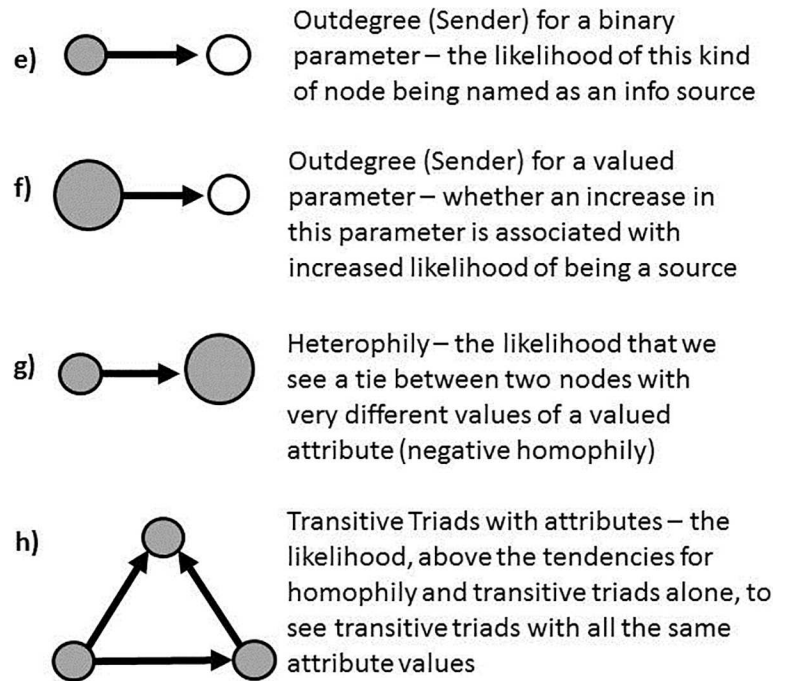 e)
Outdegree (Sender) for a binary
parameter – the likelihood of this kind
of node being named as an info source
f)
Outdegree (Sender) for a valued
parameter – whether an increase in
this parameter is associated with
increased likelihood of being a source
g)
Heterophily – the likelihood that we
see a tie between two nodes with
very different values of a valued
attribute (negative homophily)
h)
Transitive Triads with attributes – the
likelihood, above the tendencies for
homophily and transitive triads alone, to
see transitive triads with all the same
attribute values